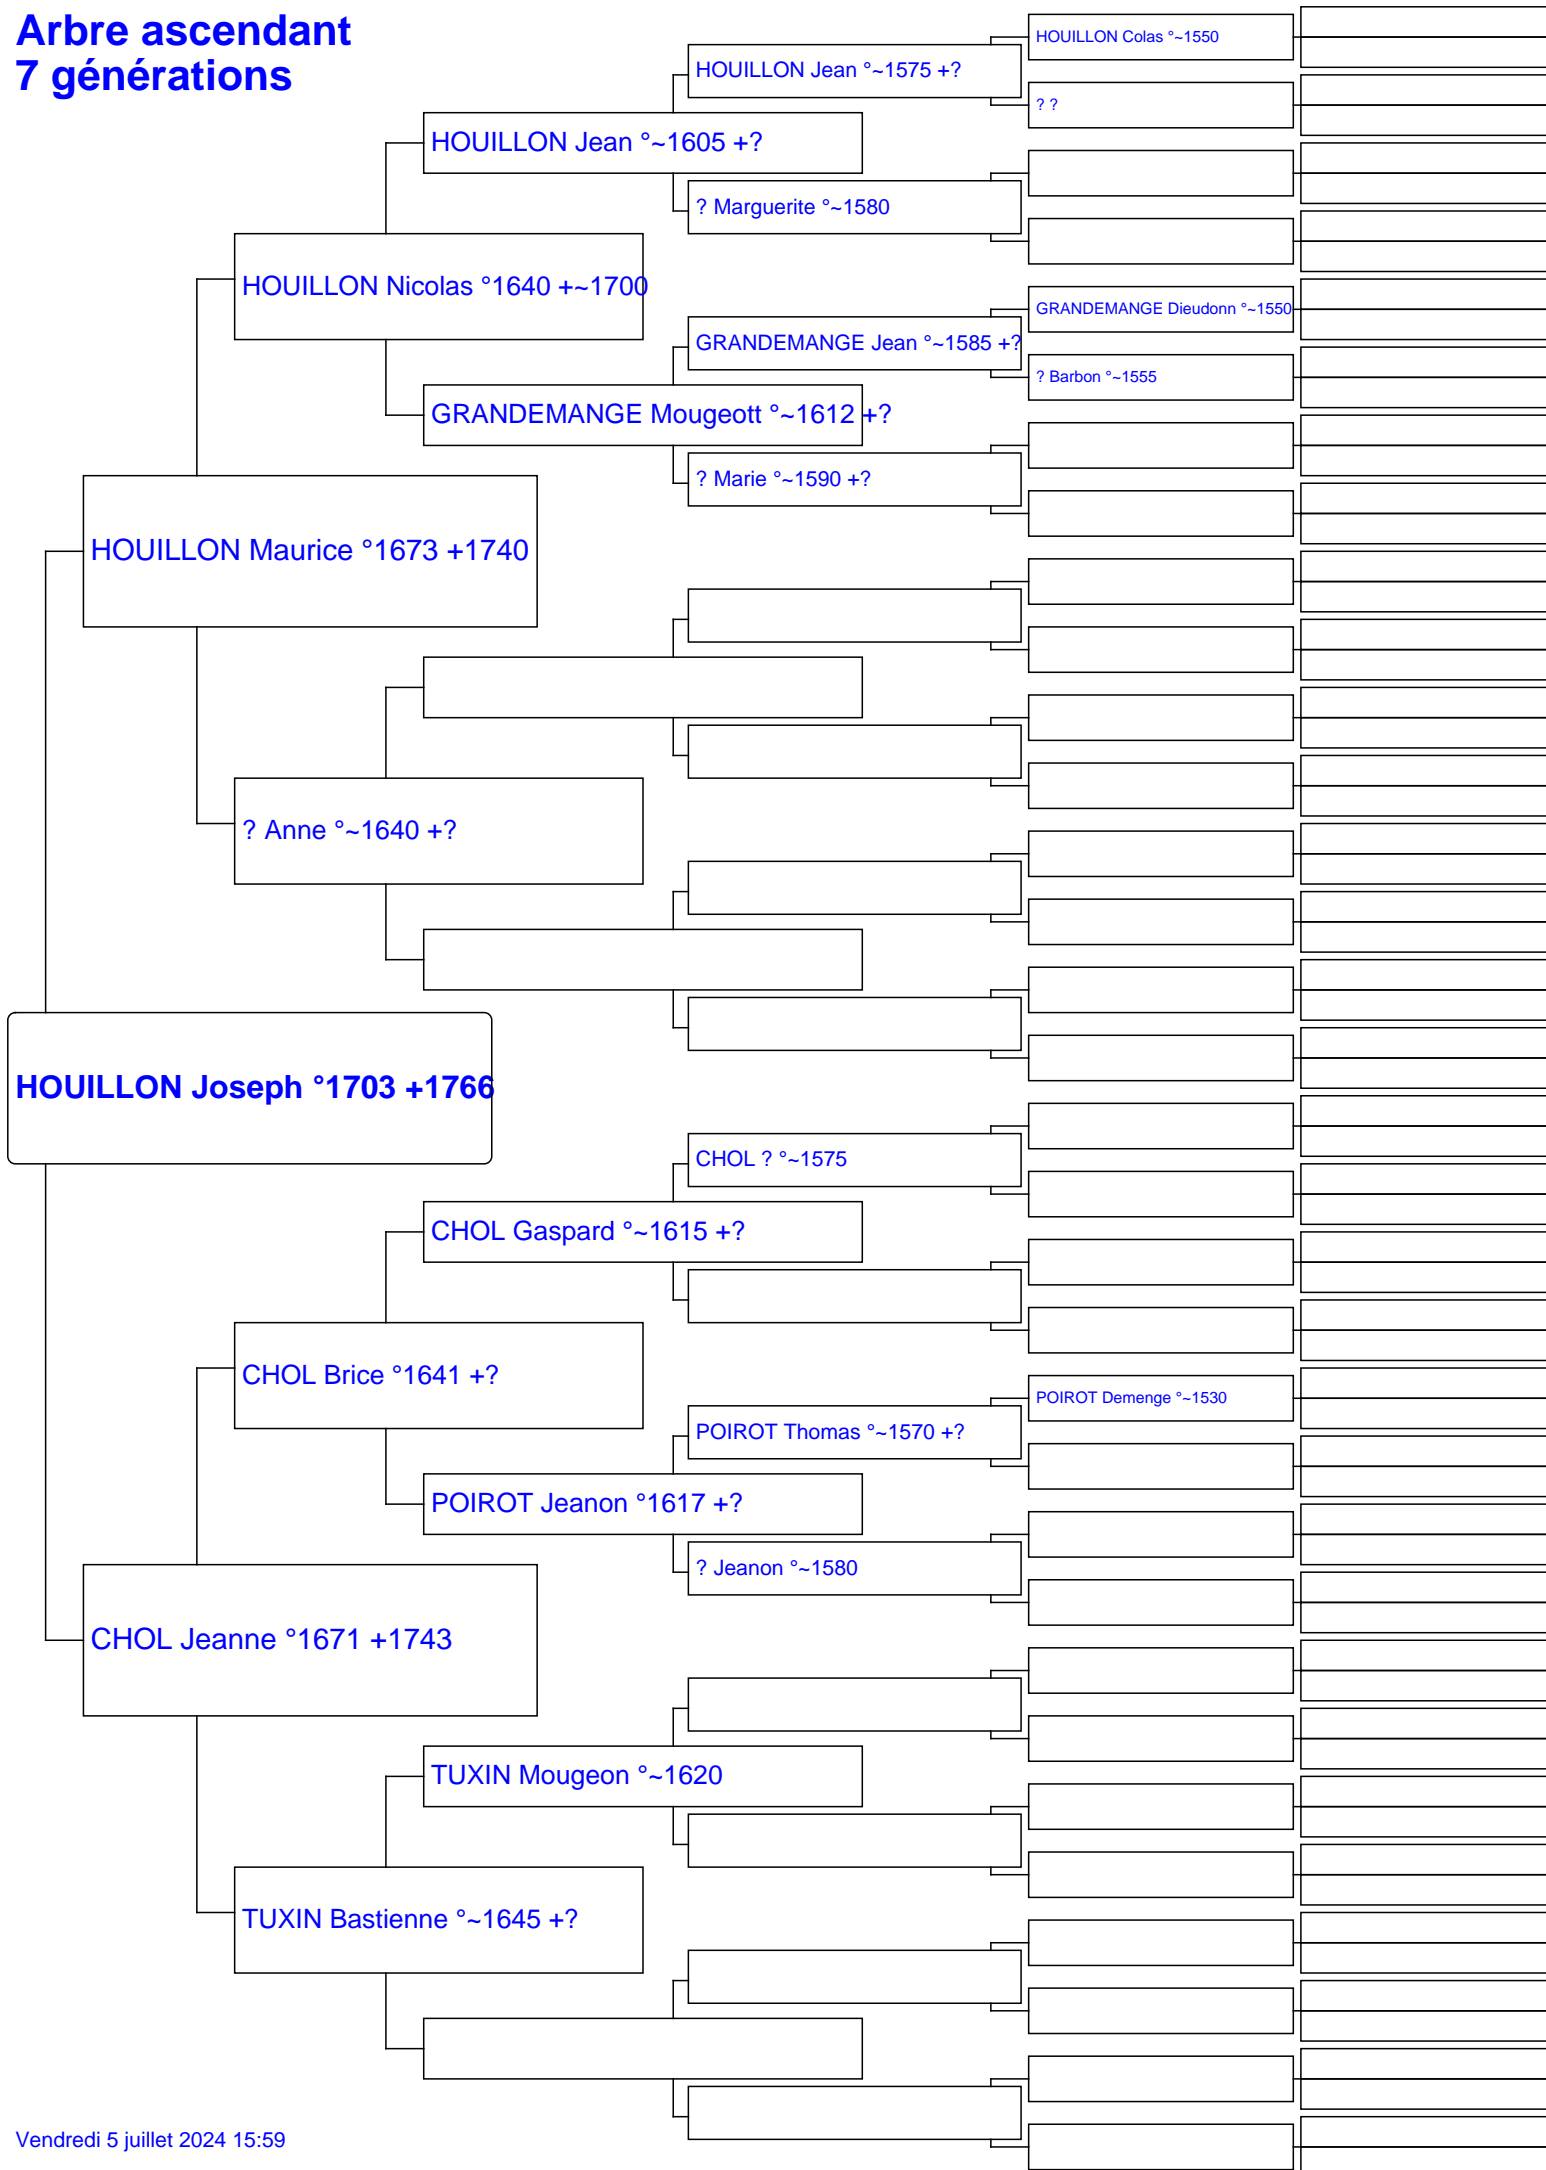 Arbre ascendant
7 générations
HOUILLON Colas °~1550
HOUILLON Jean °~1575 +?
? ?
HOUILLON Jean °~1605 +?
? Marguerite °~1580
HOUILLON Nicolas °1640 +~1700
GRANDEMANGE Dieudonn °~1550
GRANDEMANGE Jean °~1585 +?
? Barbon °~1555
GRANDEMANGE Mougeott °~1612 +?
? Marie °~1590 +?
HOUILLON Maurice °1673 +1740
? Anne °~1640 +?
HOUILLON Joseph °1703 +1766
CHOL ? °~1575
CHOL Gaspard °~1615 +?
CHOL Brice °1641 +?
POIROT Demenge °~1530
POIROT Thomas °~1570 +?
POIROT Jeanon °1617 +?
? Jeanon °~1580
CHOL Jeanne °1671 +1743
TUXIN Mougeon °~1620
TUXIN Bastienne °~1645 +?
Vendredi 5 juillet 2024 15:59